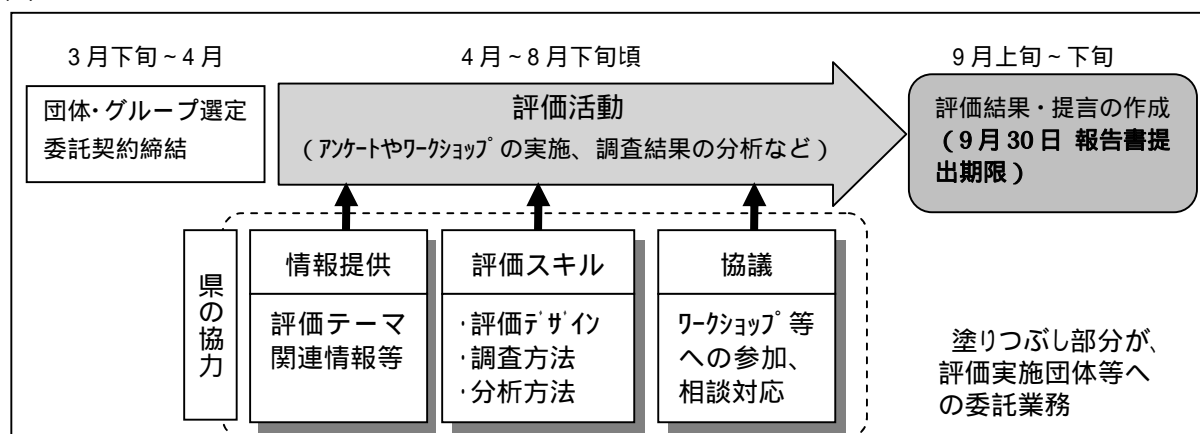 3月下旬~4月
団体・グループ選定
委託契約締結
4月~8月下旬頃
評価活動
(アンケートやワークショップの実施、調査結果の分析など)
9月上旬~下旬
評価結果・提言の作成
(9月30日 報告書提
出期限)
県の協力
情報提供
評価テーマ
関連情報等
評価スキル
・評価デザイン
・調査方法
・分析方法
協議
ワークショップ等
への参加、
相談対応
塗りつぶし部分が、
評価実施団体等へ
の委託業務